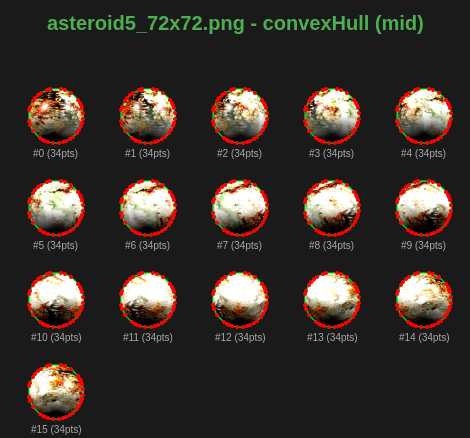 asteroid5_72x72.png - convexHull (mid)
#0 (34pts)
#1 (34pts)
#2 (34pts)
#3 (34pts)
#4 (34pts)
#5 (34pts)
#6 (34pts)
#7 (34pts)
#8 (34pts)
#9 (34pts)
#10 (34pts)
#11 (34pts)
#12 (34pts)
#13 (34pts)
#14 (34pts)
#15 (34pts)